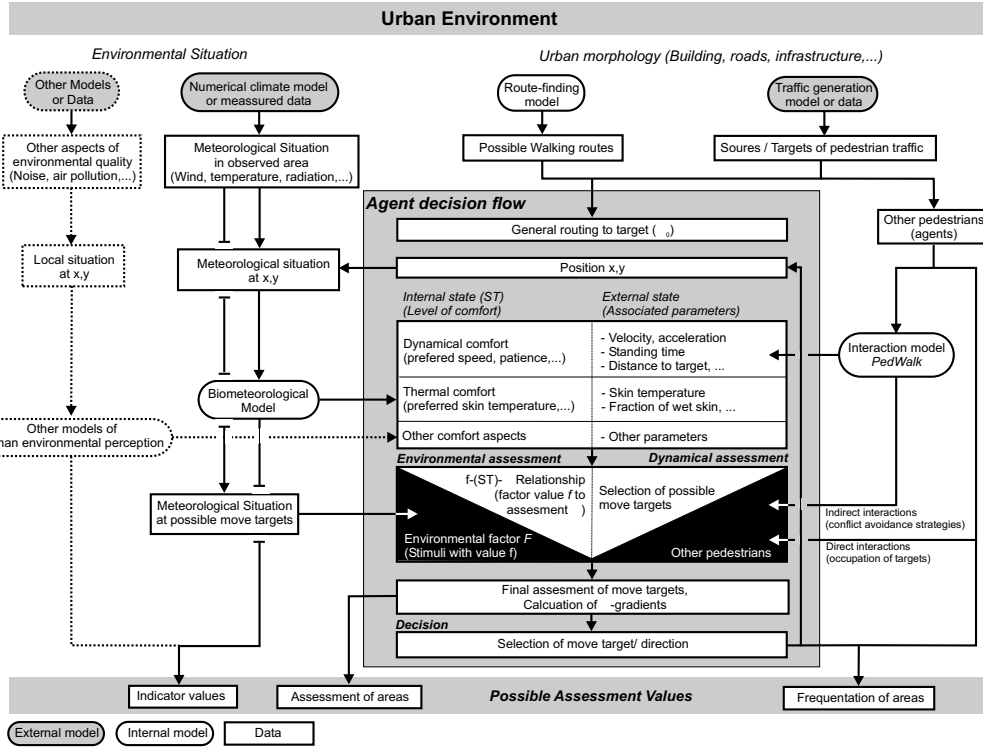 Urban Environment
Environmental Situation
Urban morphology (Building, roads, infrastructure,...)
Other Models
or Data
Numerical climate model
or meassured data
Route-finding
model
Traffic generation
model or data
Other aspects of
environmental quality
(Noise, air pollution,...)
Meteorological Situation
in observed area
(Wind, temperature, radiation,...)
Possible Walking routes
Soures / Targets of pedestrian traffic
Agent decision flow
General routing to target ( 0)
Other pedestrians
(agents)
Local situation
at x,y
Meteorological situation
at x,y
Position x,y
Internal state (ST)
(Level of comfort)
External state
(Associated parameters)
Dynamical comfort
(preferred speed, patience,...)
- Velocity, acceleration
- Standing time
- Distance to target, ...
Interaction model
PedWalk
Biometeorological
Model
Thermal comfort
(preferred skin temperature,...)
- Skin temperature
- Fraction of wet skin, ...
Other models of
man environmental perception
Other comfort aspects
- Other parameters
Environmental assessment
Dynamical assessment
f-(ST)- Relationship
(factor value f to
assesment )
Selection of possible
move targets
Meteorological Situation
at possible move targets
Indirect interactions
(conflict avoidance strategies)
Environmental factor F
(Stimuli with value f)
Other pedestrians
Direct interactions
(occupation of targets)
Final assesment of move targets,
Calcuation of -gradients
Decision
Selection of move target/ direction
Indicator values
Assessment of areas
Possible Assessment Values
Frequentation of areas
External model
Internal model
Data